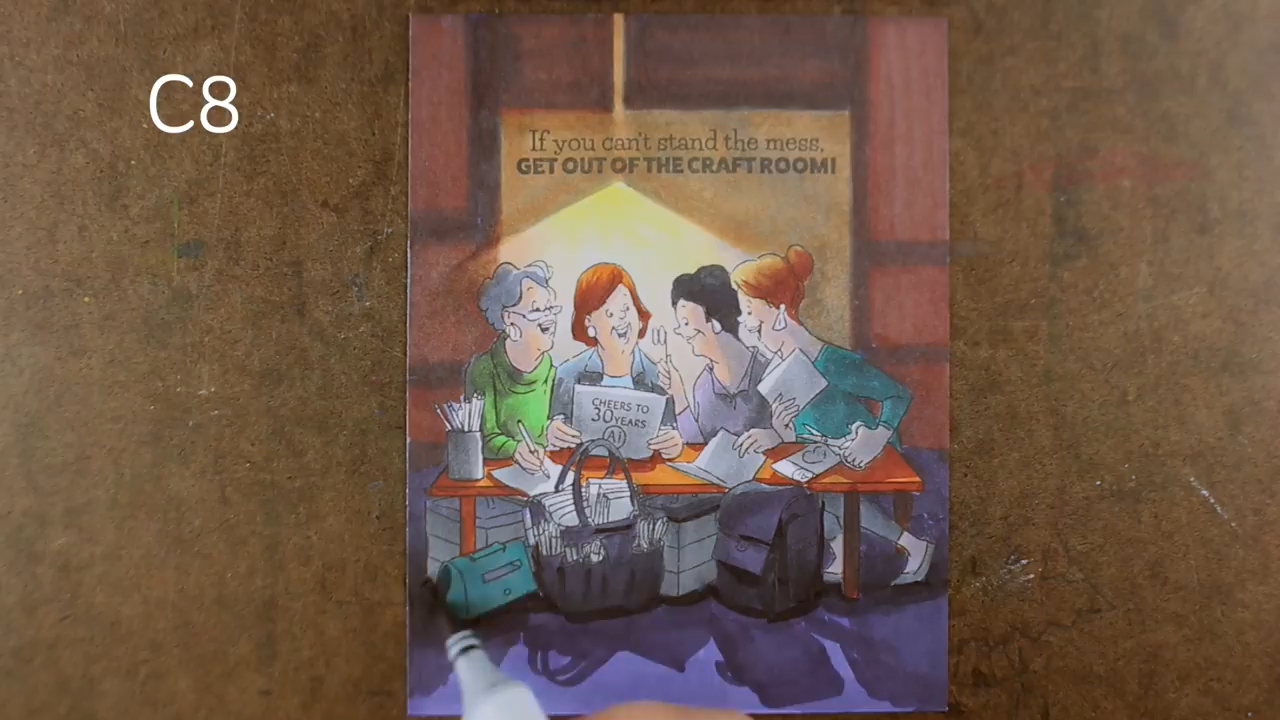 C8
If you can't stand the mess,
GET OUT OF THE CRAFT ROOM!
CHEERS TO
30 YEARS
AI